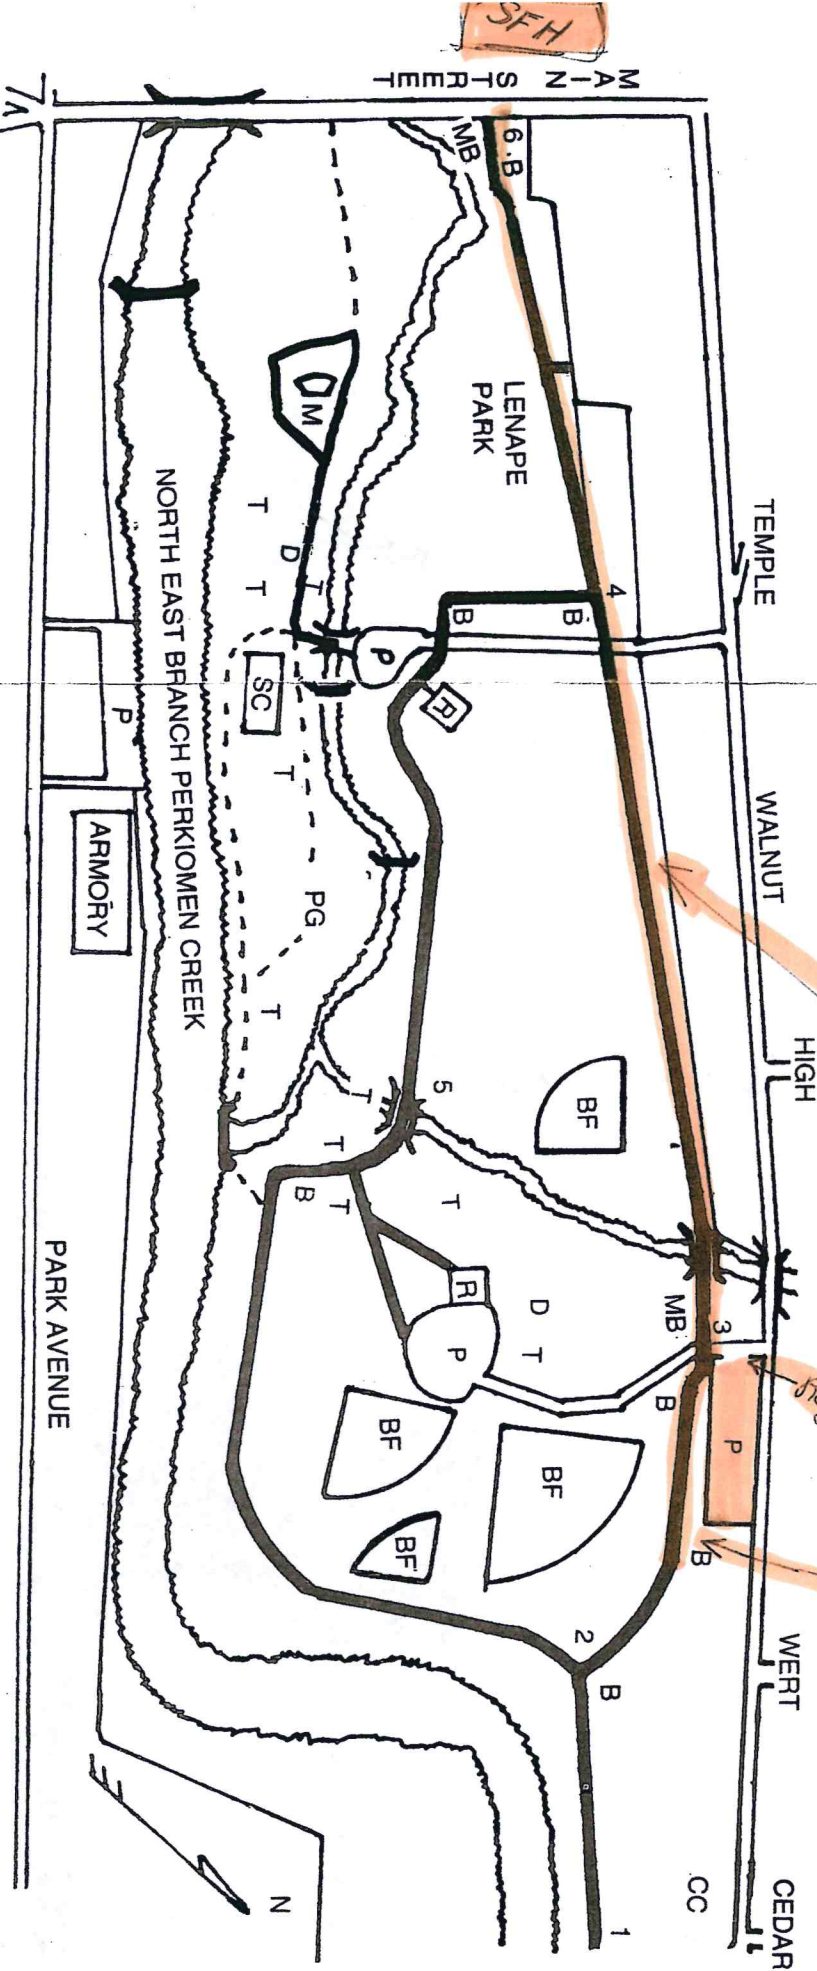 SFH
MAIN STREET
6 B
MB
LENAPE
PARK
TEMPLE
M
T
D
T
T
4
B
B
P
R
SC
T
NORTH EAST BRANCH PERKIOMEN CREEK
P
ARMORY
WALNUT
PG
T
HIGH
BF
5
T
T
B
T
T
R
P
D
T
MB
3
B
P
B
BF
BF
BF
PARK AVENUE
2
B
WERT
N
1
CC
CEDAR